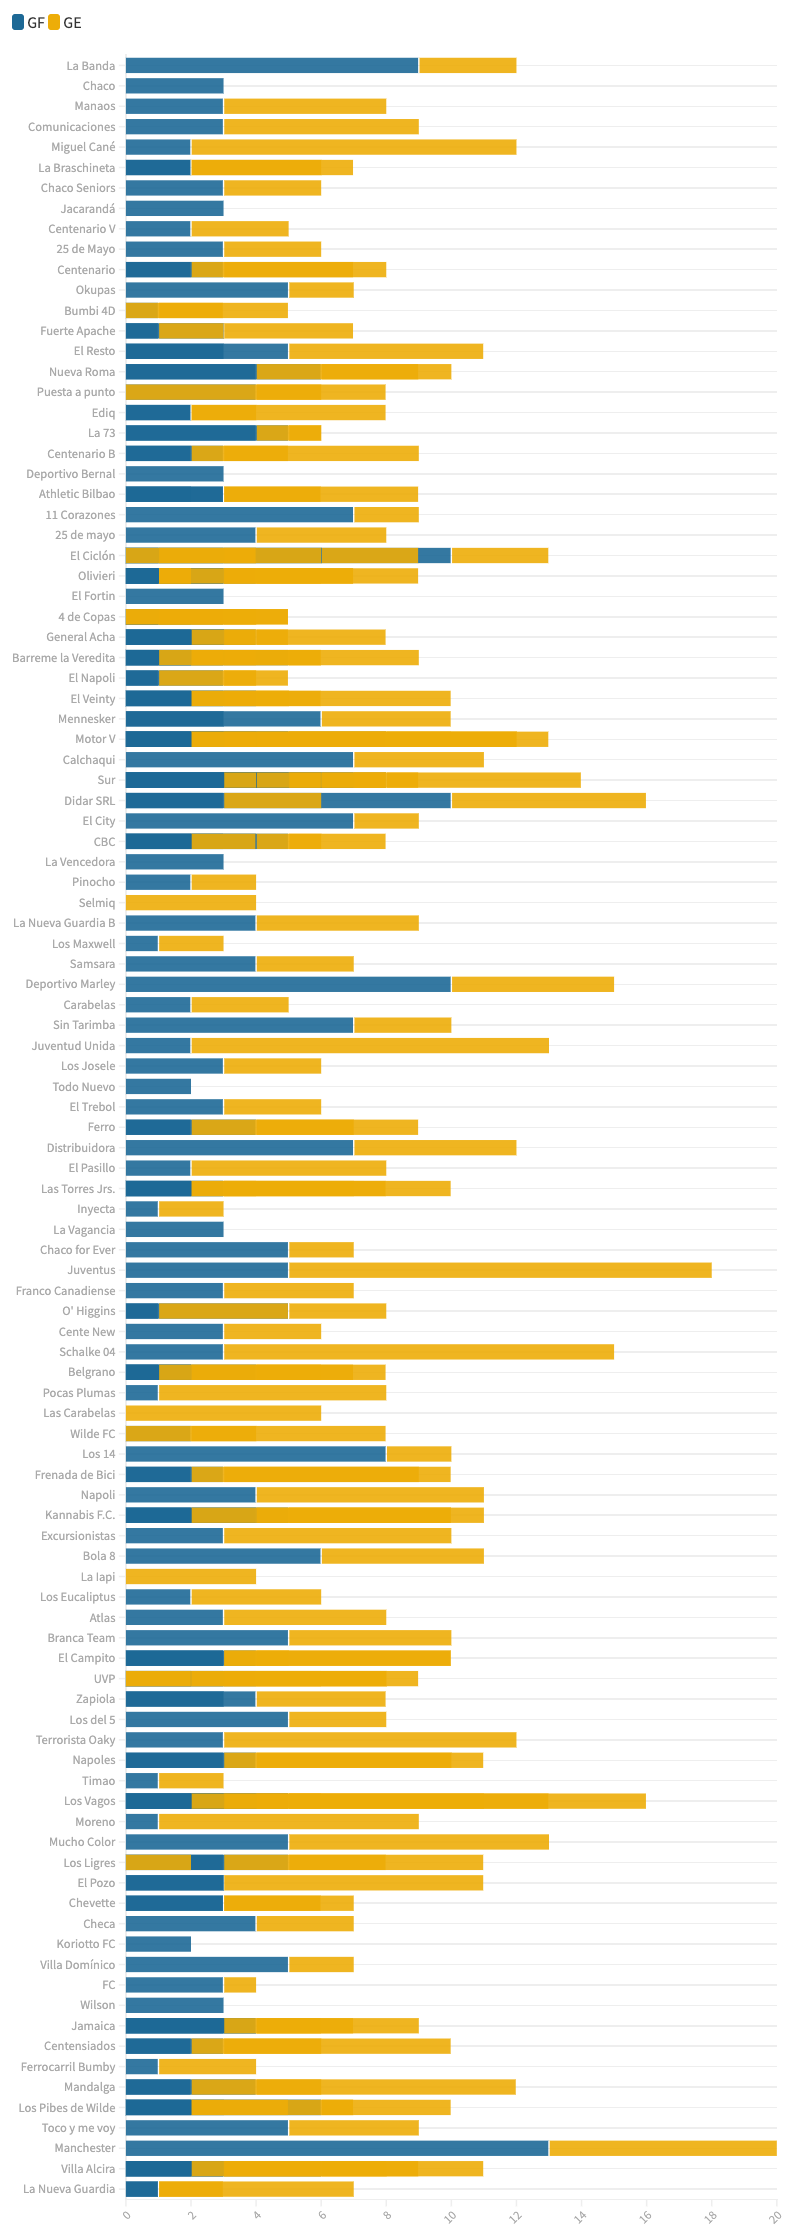 GF GE
La Banda
Chaco
Manaos
Comunicaciones
Miguel Cané
La Braschineta
Chaco Seniors
Jacarandá
Centenario V
25 de Mayo
Centenario
Okupas
Bumbi 4D
Fuerte Apache
El Resto
Nueva Roma
Puesta a punto
Ediq
La 73
Centenario B
Deportivo Bernal
Athletic Bilbao
11 Corazones
25 de mayo
El Ciclón
Olivieri
El Fortin
4 de Copas
General Acha
Barreme la Veredita
El Napoli
El Veinty
Mennesker
Motor V
Calchaqui
Sur
Didar SRL
El City
CBC
La Vencedora
Pinocho
Selmiq
La Nueva Guardia B
Los Maxwell
Samsara
Deportivo Marley
Carabelas
Sin Tarimba
Juventud Unida
Los Josele
Todo Nuevo
El Trebol
Ferro
Distribuidora
El Pasillo
Las Torres Jrs.
Inyecta
La Vagancia
Chaco for Ever
Juventus
Franco Canadiense
O' Higgins
Cente New
Schalke 04
Belgrano
Pocas Plumas
Las Carabelas
Wilde FC
Los 14
Frenada de Bici
Napoli
Kannabis F.C.
Excursionistas
Bola 8
La Iapi
Los Eucaliptus
Atlas
Branca Team
El Campito
UVP
Zapiola
Los del 5
Terrorista Oaky
Napoles
Timao
Los Vagos
Moreno
Mucho Color
Los Ligres
El Pozo
Chevette
Checa
Koriotto FC
Villa Domínico
FC
Wilson
Jamaica
Centensiados
Ferrocarril Bumby
Mandalga
Los Pibes de Wilde
Toco y me voy
Manchester
Villa Alcira
La Nueva Guardia
0 2 4 6 8 10 12 14 16 18 20